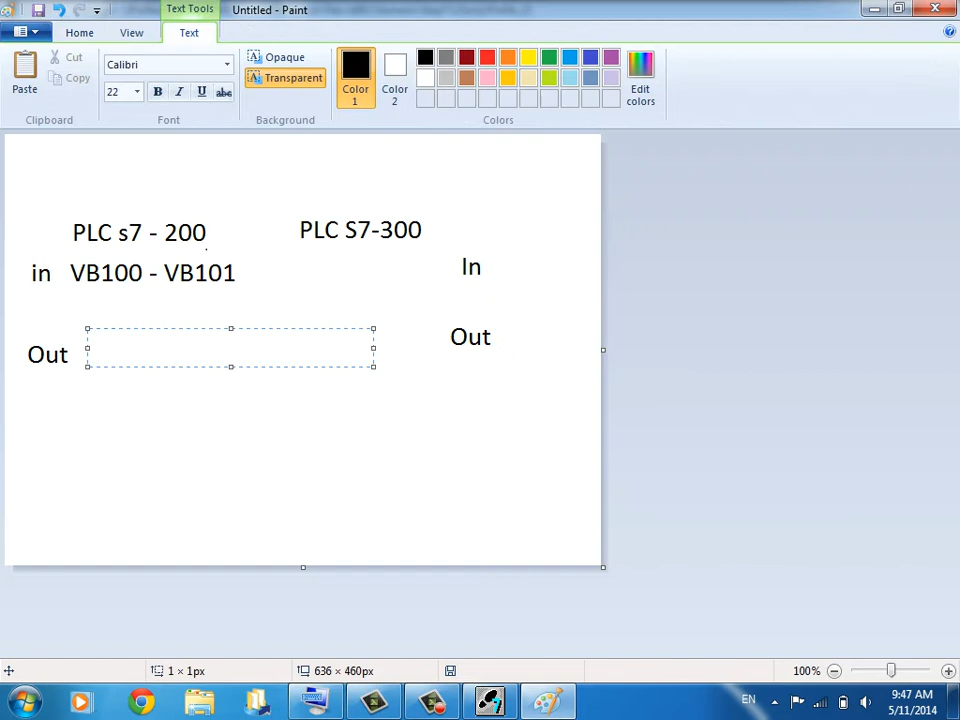 Text Tools
Untitled - Paint
Home
View
Text
Paste
Cut
Copy
Clipboard
Calibri
22
B I U abc
Font
Opaque
Transparent
Background
Color 1
Color 2
Edit colors
Colors
PLC s7 - 200
PLC S7-300
in VB100 - VB101
In
Out
Out
1 × 1px
636 × 460px
100%
EN
9:47 AM
5/11/2014